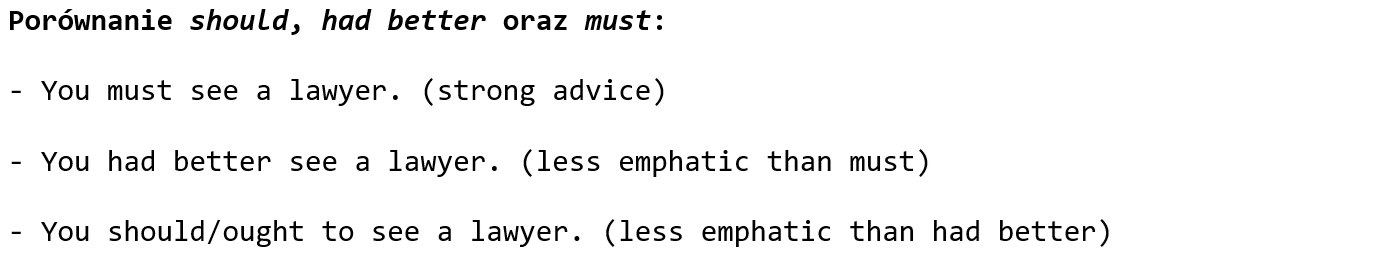 Porównanie should, had better oraz must:
- You must see a lawyer. (strong advice)
- You had better see a lawyer. (less emphatic than must)
- You should/ought to see a lawyer. (less emphatic than had better)